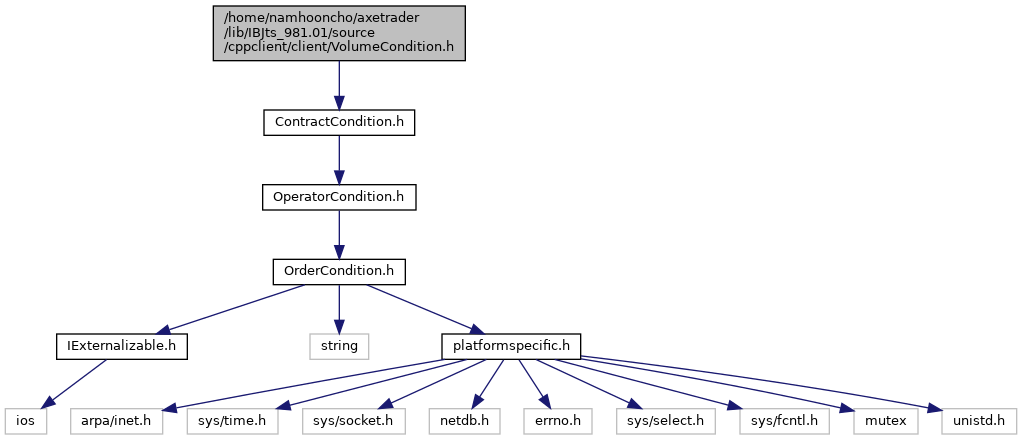 /home/namhooncho/axetrader
/lib/IBJts_981.01/source
/cppclient/client/VolumeCondition.h
ContractCondition.h
OperatorCondition.h
OrderCondition.h
IExternalizable.h
string
platformspecific.h
ios
arpa/inet.h
sys/time.h
sys/socket.h
netdb.h
errno.h
sys/select.h
sys/fcntl.h
mutex
unistd.h